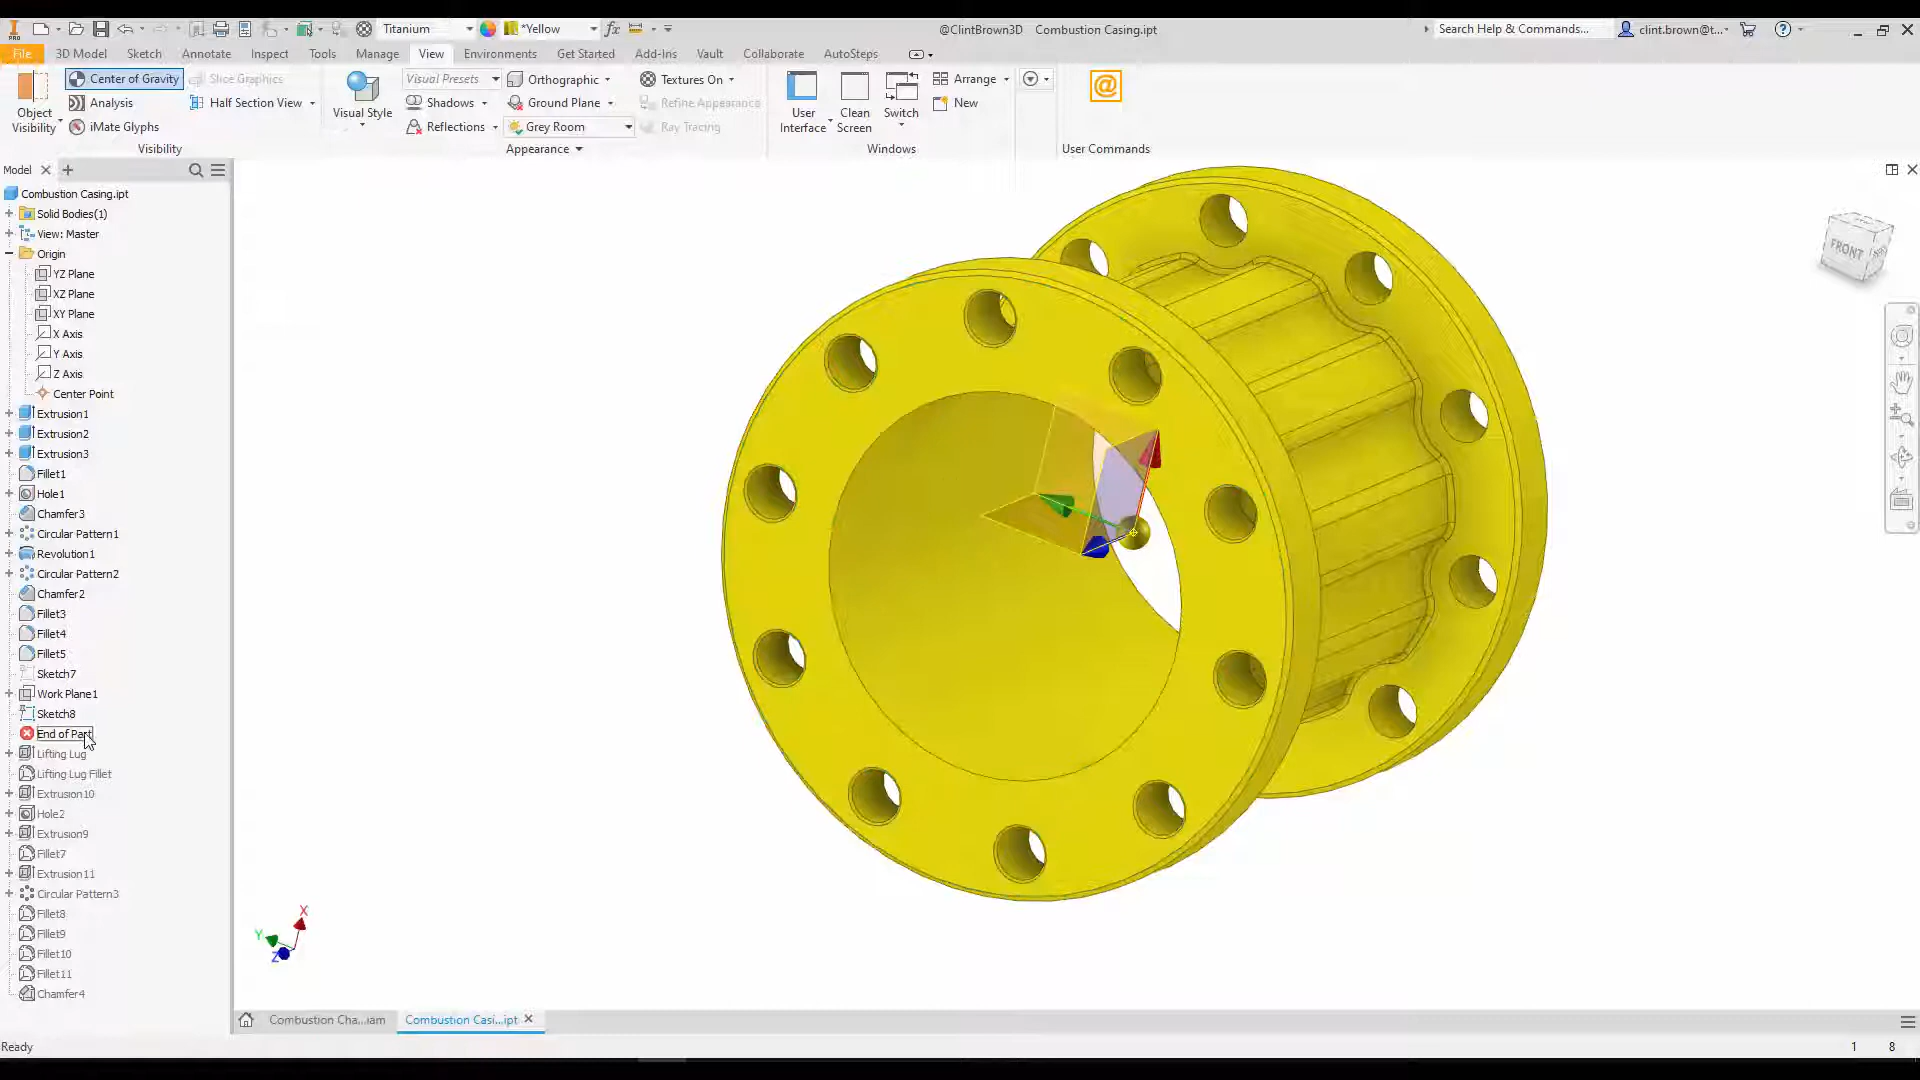 Titanium
*Yellow
@ClintBrown3D Combustion Casing.ipt
Search Help & Commands...
clint.brown@t...
PRO
File 3D Model Sketch Annotate Inspect Tools Manage View Environments Get Started Add-Ins Vault Collaborate AutoSteps
Object Visibility
Center of Gravity
Analysis
iMate Glyphs
Slice Graphics
Half Section View
Visibility
Visual Style
Visual Presets
Shadows
Reflections
Orthographic
Ground Plane
Grey Room
Textures On
Refine Appearance
Ray Tracing
Appearance
User Interface
Clean Screen
Switch
Arrange
New
Windows
@
User Commands
Model
Combustion Casing.ipt
Solid Bodies(1)
View: Master
Origin
YZ Plane
XZ Plane
XY Plane
X Axis
Y Axis
Z Axis
Center Point
Extrusion1
Extrusion2
Extrusion3
Fillet1
Hole1
Chamfer3
Circular Pattern1
Revolution1
Circular Pattern2
Chamfer2
Fillet3
Fillet4
Fillet5
Sketch7
Work Plane1
Sketch8
End of Part
Lifting Lug
Lifting Lug Fillet
Extrusion10
Hole2
Extrusion9
Fillet7
Extrusion11
Circular Pattern3
Fillet8
Fillet9
Fillet10
Fillet11
Chamfer4
FRONT
X
Y
Z
Combustion Cha...iam
Combustion Casi...ipt
Ready
1 8